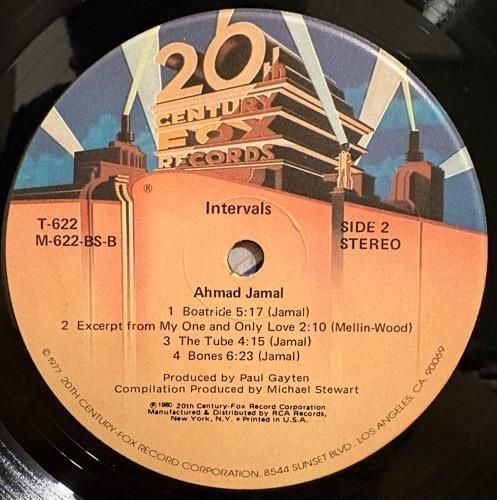 20th
CENTURY
FOX
RECORDS
®
Intervals
T-622
M-622-BS-B
SIDE 2
STEREO
Ahmad Jamal
1 Boatricie 5:17 (Jamal)
2 Excerpt from My One and Only Love 2:10 (Mellin-Wood)
3 The Tube 4:15 (Jamal)
4 Bones 6:23 (Jamal)
Produced by Paul Gayten
Compilation Produced by Michael Stewart
℗ 1980 20th Century-Fox Record Corporation
Manufactured & Distributed by RCA Records,
New York, N.Y. • Printed in U.S.A.
© 1977, 20TH CENTURY-FOX RECORD CORPORATION. 8544 SUNSET BLVD., LOS ANGELES, CA. 90069